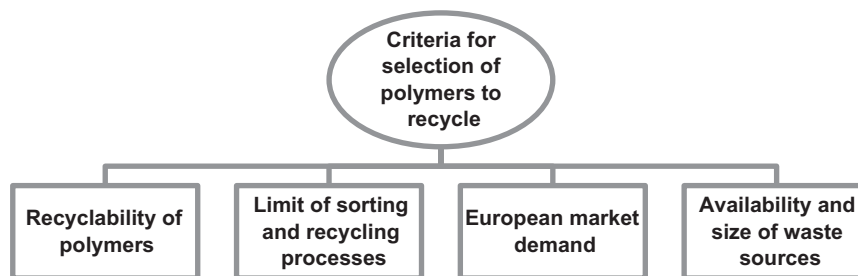 Criteria for
selection of
polymers to
recycle
Recyclability of
polymers
Limit of sorting
and recycling
processes
European market
demand
Availability and
size of waste
sources